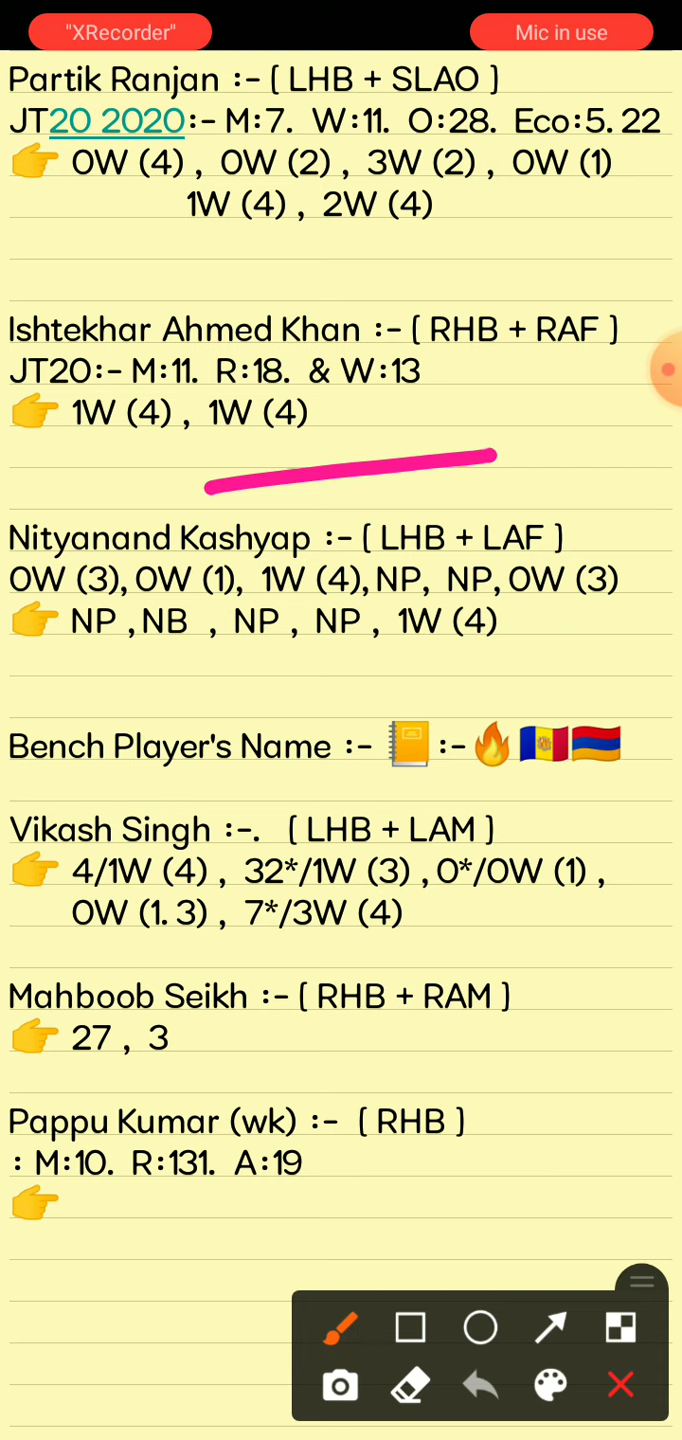 "XRecorder"
Mic in use
Partik Ranjan :- ( LHB + SLAO )
JT20 2020:- M:7. W:11. O:28. Eco:5. 22
👉 0W (4) , 0W (2) , 3W (2) , 0W (1)
1W (4) , 2W (4)
Ishtekhar Ahmed Khan :- ( RHB + RAF )
JT20:- M:11. R:18. & W:13
👉 1W (4) , 1W (4)
Nityanand Kashyap :- ( LHB + LAF )
0W (3), 0W (1), 1W (4), NP, NP, 0W (3)
👉 NP ,NB , NP , NP , 1W (4)
Bench Player's Name :- 📒:-🔥🇦🇩🇦🇲
Vikash Singh :-. ( LHB + LAM )
👉 4/1W (4) , 32*/1W (3) ,0*/0W (1) ,
0W (1. 3) , 7*/3W (4)
Mahboob Seikh :- ( RHB + RAM )
👉 27 , 3
Pappu Kumar (wk) :- ( RHB )
: M:10. R:131. A:19
👉